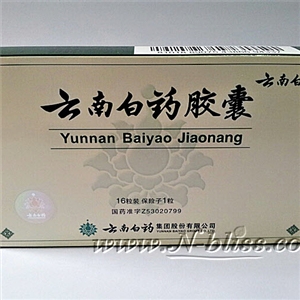 云南白药
云南白药胶囊
Yunnan Baiyao Jiaonang
16粒装 保险子1粒
国药准字Z53020799
云南白药集团股份有限公司
www.N-bliss.com